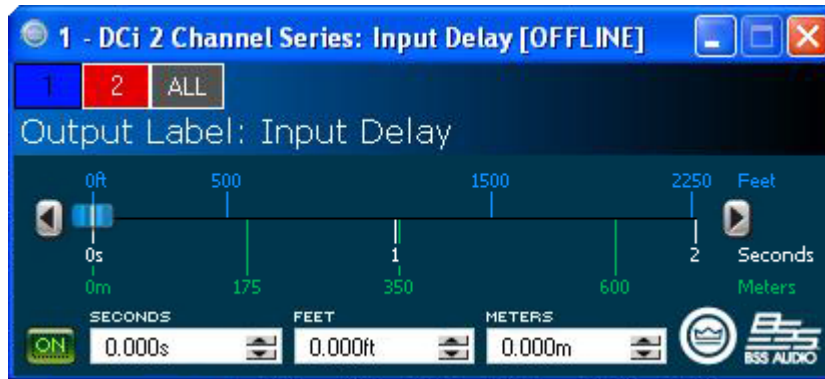 1 - DCi 2 Channel Series: Input Delay [OFFLINE]
1 2 ALL
Output Label: Input Delay
0ft 500 1500 2250 Feet
0s 1 2 Seconds
0m 175 350 600 Meters
SECONDS FEET METERS
ON 0.000s 0.000ft 0.000m
BSS AUDIO